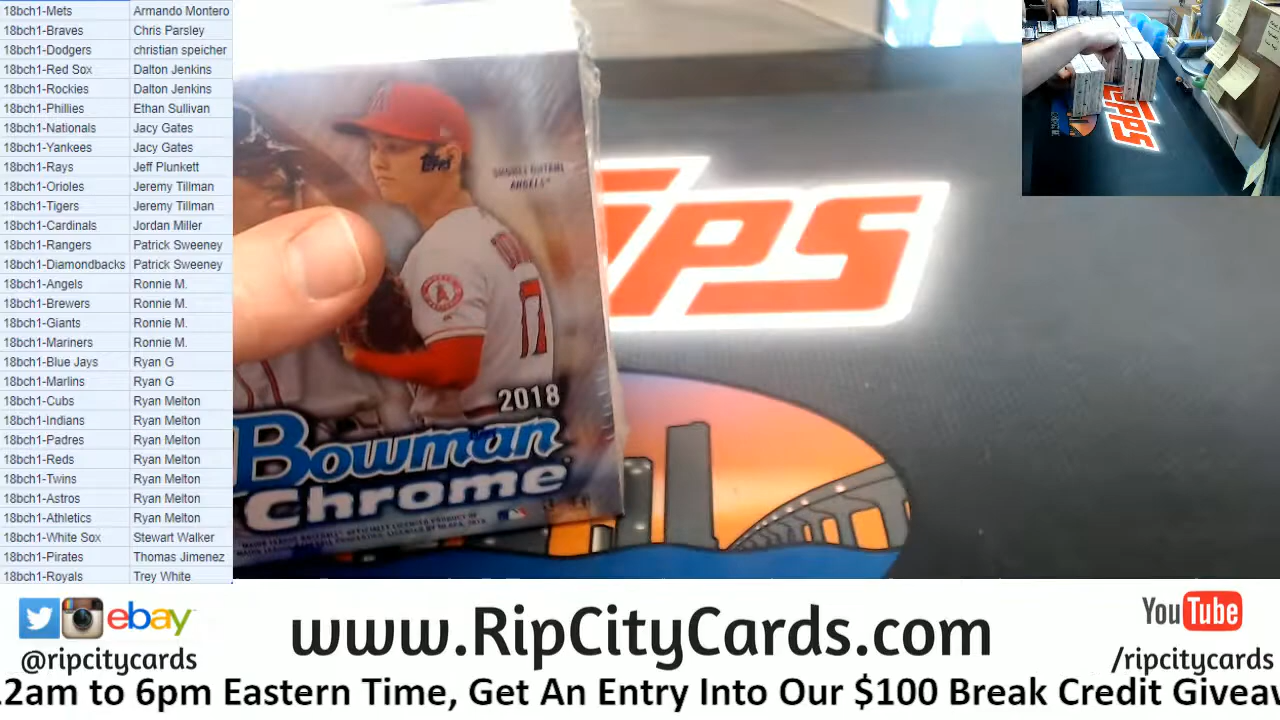 18bch1-Mets Armando Montero
18bch1-Braves Chris Parsley
18bch1-Dodgers christian speicher
18bch1-Red Sox Dalton Jenkins
18bch1-Rockies Dalton Jenkins
18bch1-Phillies Ethan Sullivan
18bch1-Nationals Jacy Gates
18bch1-Yankees Jacy Gates
18bch1-Rays Jeff Plunkett
18bch1-Orioles Jeremy Tillman
18bch1-Tigers Jeremy Tillman
18bch1-Cardinals Jordan Miller
18bch1-Rangers Patrick Sweeney
18bch1-Diamondbacks Patrick Sweeney
18bch1-Angels Ronnie M.
18bch1-Brewers Ronnie M.
18bch1-Giants Ronnie M.
18bch1-Mariners Ronnie M.
18bch1-Blue Jays Ryan G
18bch1-Marlins Ryan G
18bch1-Cubs Ryan Melton
18bch1-Indians Ryan Melton
18bch1-Padres Ryan Melton
18bch1-Reds Ryan Melton
18bch1-Twins Ryan Melton
18bch1-Astros Ryan Melton
18bch1-Athletics Ryan Melton
18bch1-White Sox Stewart Walker
18bch1-Pirates Thomas Jimenez
18bch1-Royals Trey White
Topps
ANGELS
17
2018
Bowman
Chrome
PS
ebay
@ripcitycards
www.RipCityCards.com
YouTube
/ripcitycards
2am to 6pm Eastern Time, Get An Entry Into Our $100 Break Credit Giveav